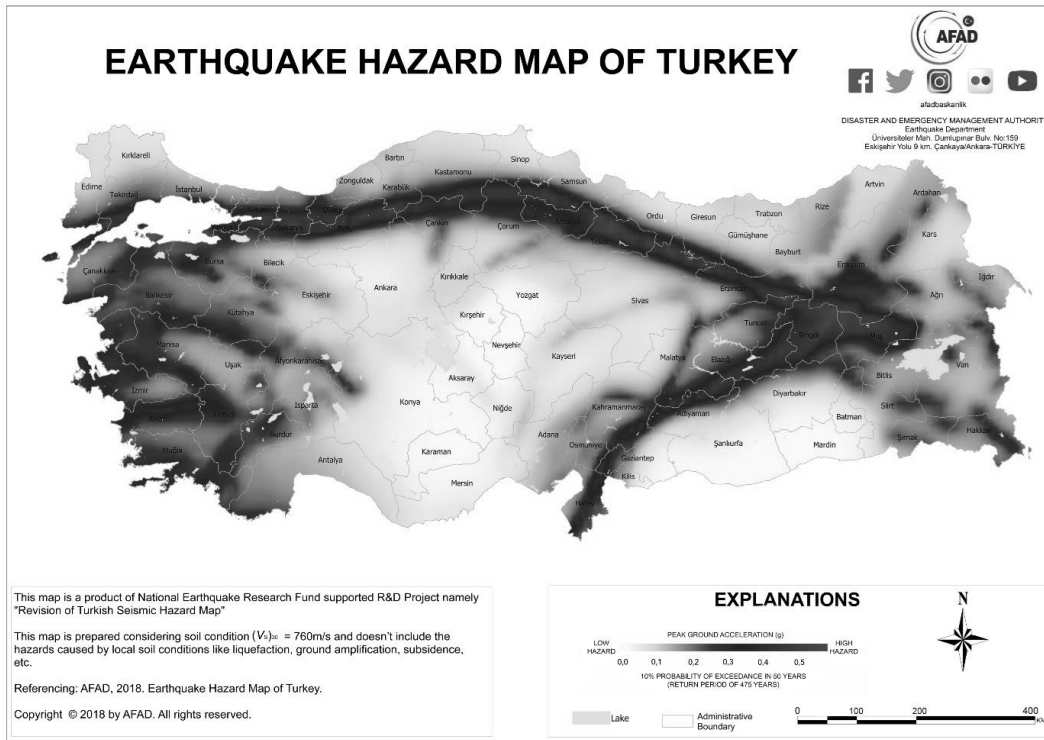 EARTHQUAKE HAZARD MAP OF TURKEY
AFAD
afadbaskanlik
DISASTER AND EMERGENCY MANAGEMENT AUTHORIT
Earthquake Department
Üniversiteler Mah. Dumlupınar Bulv. No:159
Eskişehir Yolu 9 km. Çankaya/Ankara-TÜRKİYE
Kırklareli
Edirne
Tekirdağ
İstanbul
Zonguldak
Bartın
Karabük
Kastamonu
Sinop
Samsun
Ordu
Giresun
Trabzon
Rize
Artvin
Ardahan
Kars
Gümüşhane
Bayburt
Erzurum
Iğdır
Ağrı
Sakarya
Bolu
Çankırı
Çorum
Tokat
Çanakkale
Bursa
Bilecik
Balıkesir
Kütahya
Eskişehir
Ankara
Kırıkkale
Yozgat
Kırşehir
Sivas
Erzincan
Tunceli
Bingöl
Muş
Manisa
Uşak
Afyonkarahisar
Nevşehir
Kayseri
Malatya
Elazığ
Bitlis
Van
İzmir
Aydın
Denizli
Isparta
Burdur
Konya
Aksaray
Niğde
Kahramanmaraş
Adıyaman
Diyarbakır
Batman
Siirt
Şırnak
Hakkari
Muğla
Antalya
Karaman
Mersin
Adana
Osmaniye
Gaziantep
Kilis
Hatay
Şanlıurfa
Mardin
This map is a product of National Earthquake Research Fund supported R&D Project namely
"Revision of Turkish Seismic Hazard Map"
This map is prepared considering soil condition (Vs)30 = 760m/s and doesn't include the
hazards caused by local soil conditions like liquefaction, ground amplification, subsidence,
etc.
Referencing: AFAD, 2018. Earthquake Hazard Map of Turkey.
Copyright © 2018 by AFAD. All rights reserved.
EXPLANATIONS
PEAK GROUND ACCELERATION (g)
LOW HAZARD
HIGH HAZARD
0,0 0,1 0,2 0,3 0,4 0,5
10% PROBABILITY OF EXCEEDANCE IN 50 YEARS
(RETURN PERIOD OF 475 YEARS)
Lake
Administrative
Boundary
N
0 100 200 400